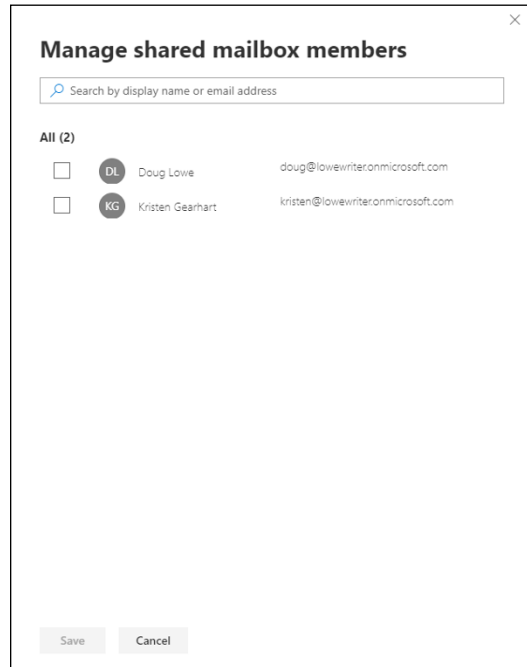 Manage shared mailbox members
Search by display name or email address
All (2)
DL Doug Lowe doug@lowewriter.onmicrosoft.com
KG Kristen Gearhart kristen@lowewriter.onmicrosoft.com
Save Cancel